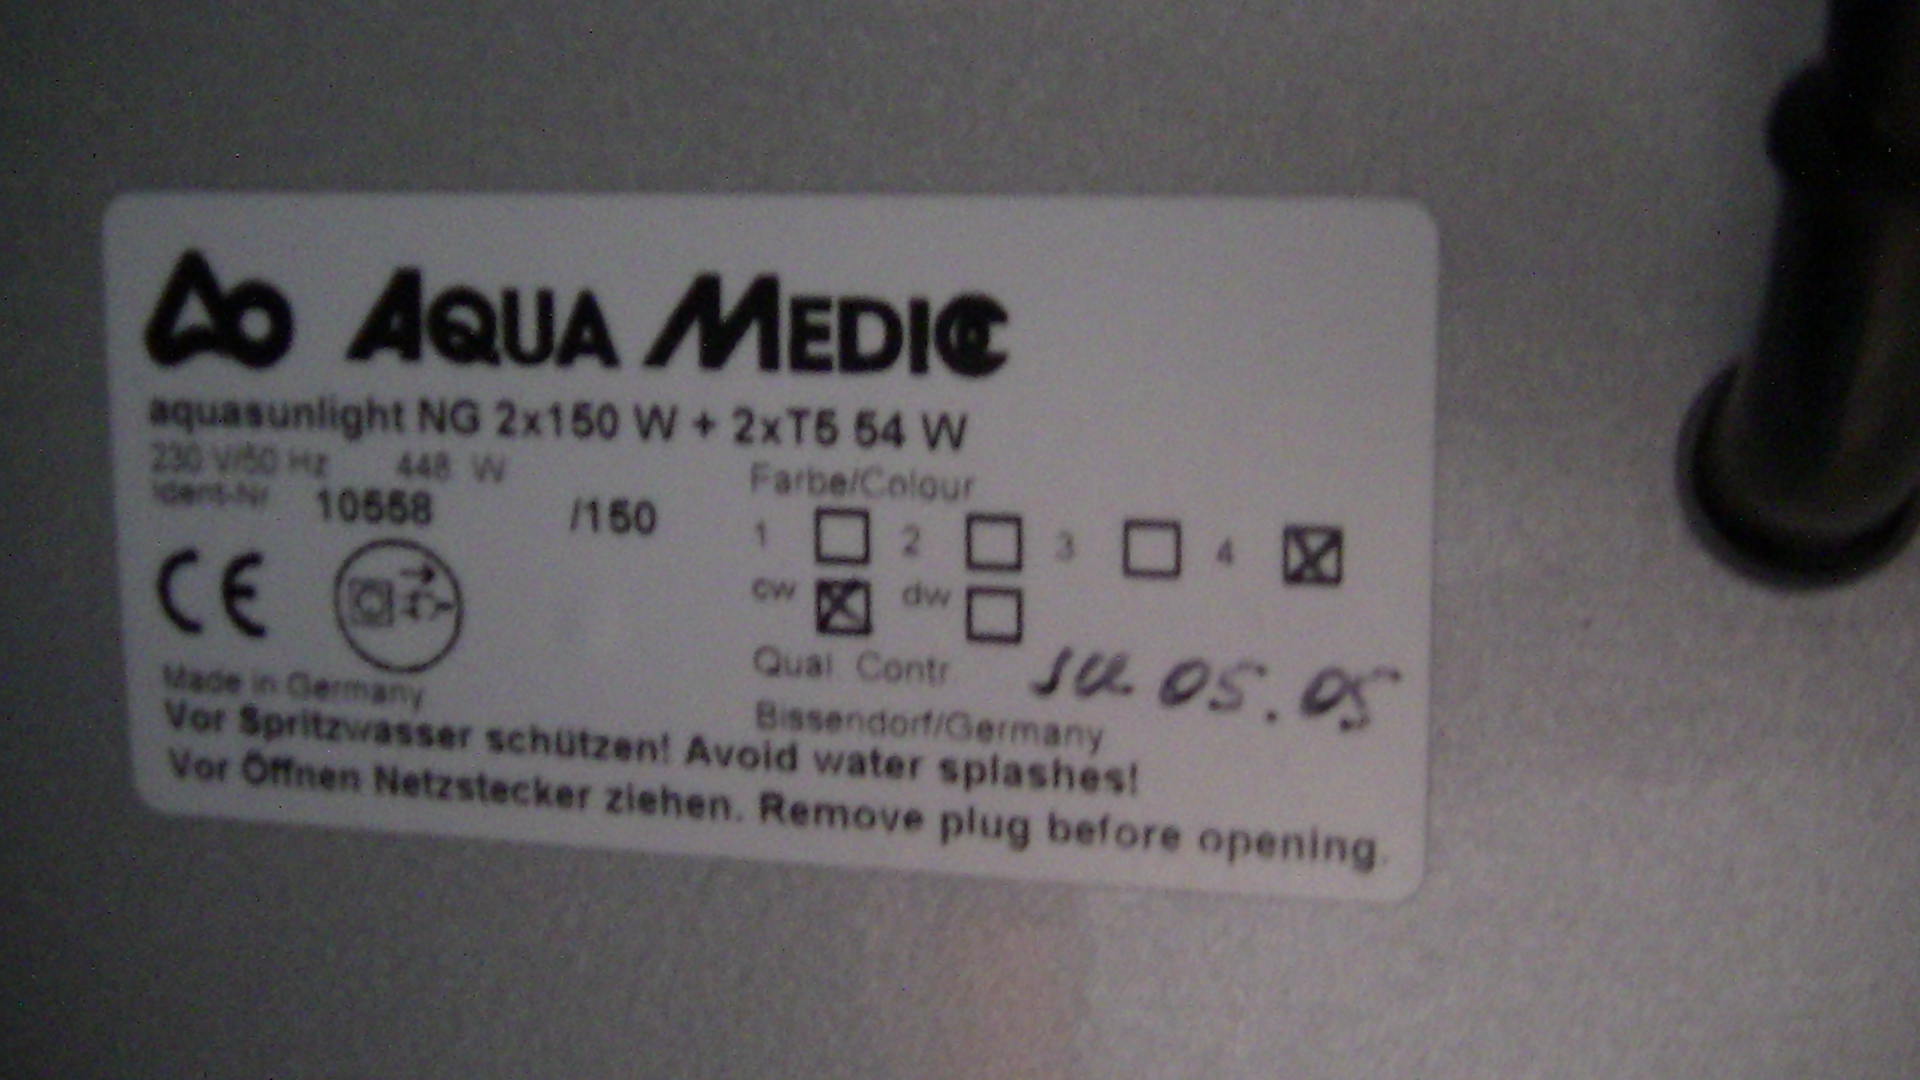 AQUA MEDIC
aquasunlight NG 2x150 W + 2xT5 54 W
230 V/50 Hz 448 W
Ident-Nr 10558 /150
Farbe/Colour
1 2 3 4
cw dw
CE
Qual Contr 05.05
Made in Germany
Bissendorf/Germany
Vor Spritzwasser schützen! Avoid water splashes!
Vor Öffnen Netzstecker ziehen. Remove plug before opening.